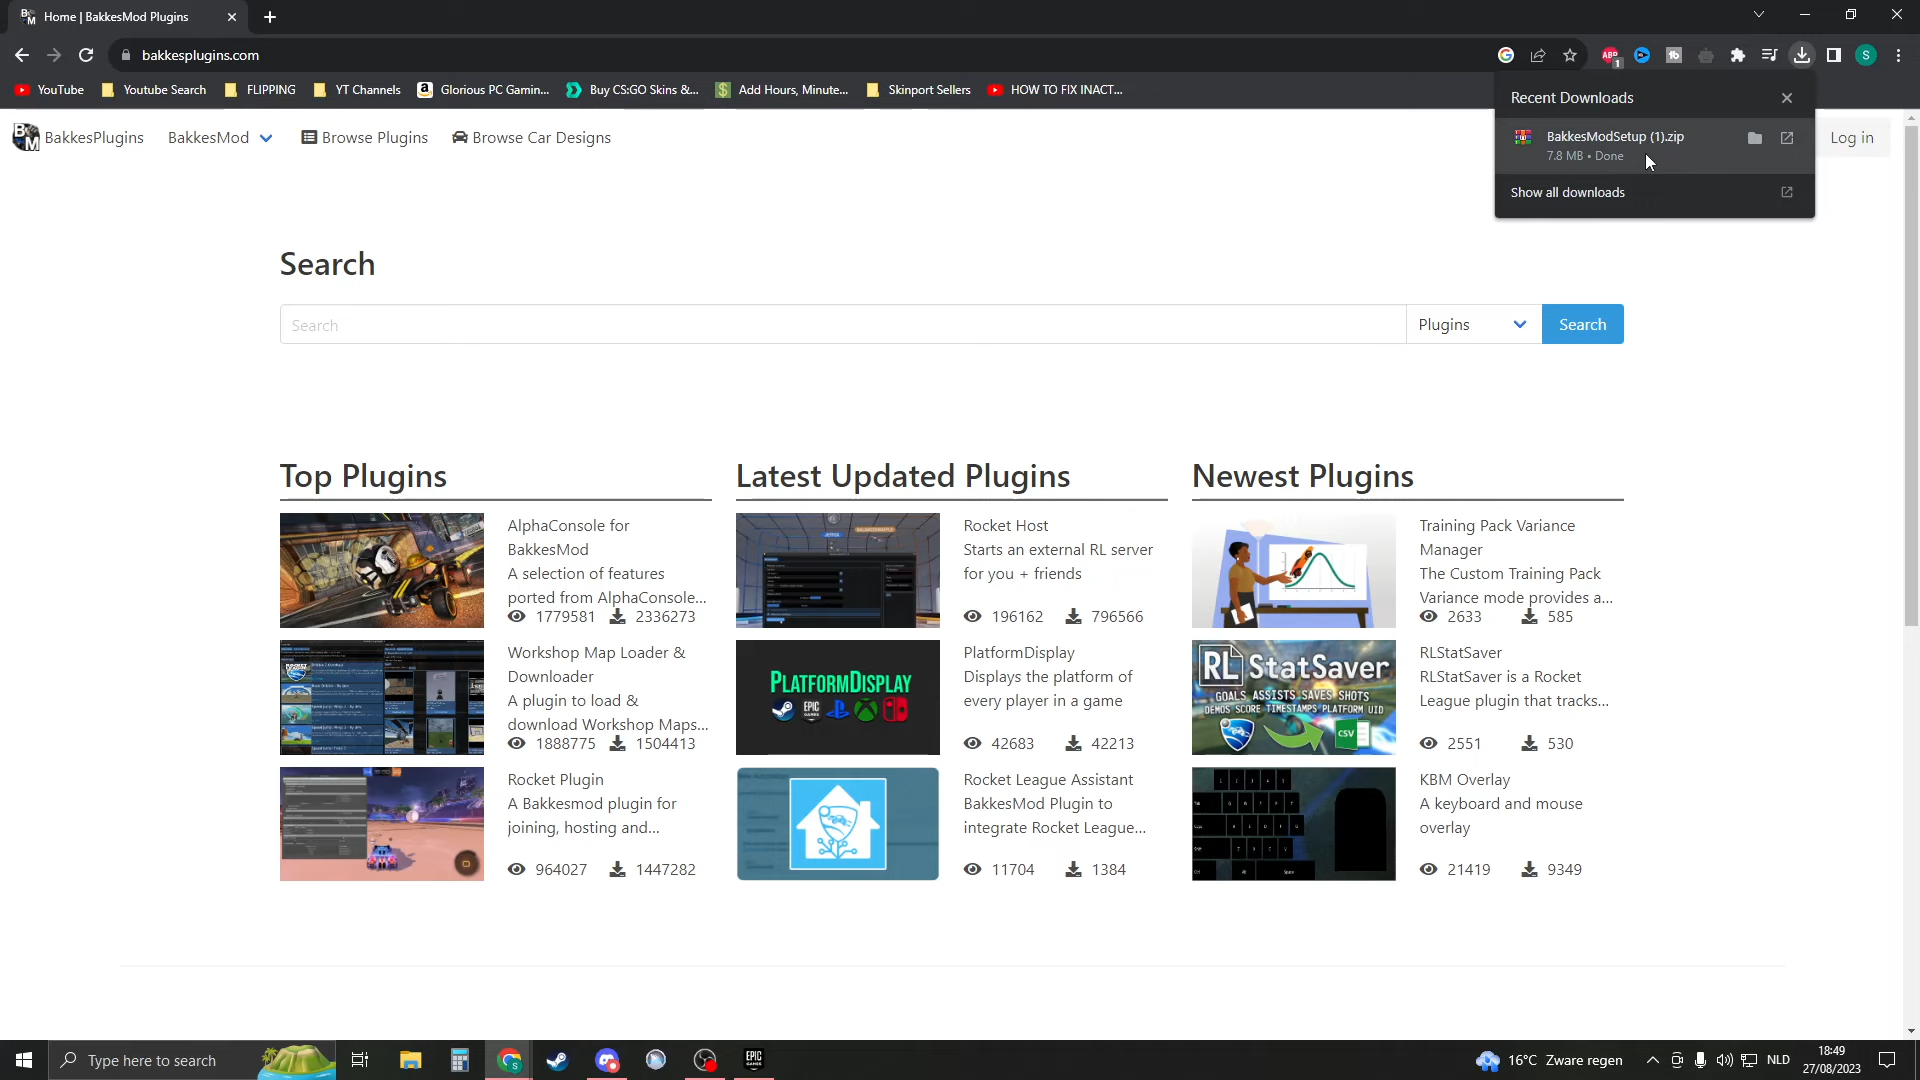 Home | BakkesMod Plugins
bakkesplugins.com
YouTube
Youtube Search
FLIPPING
YT Channels
Glorious PC Gamin...
Buy CS:GO Skins &...
Add Hours, Minute...
Skinport Sellers
HOW TO FIX INACT...
Recent Downloads
BakkesModSetup (1).zip
7.8 MB • Done
Show all downloads
BakkesPlugins
BakkesMod
Browse Plugins
Browse Car Designs
Log in
Search
Search
Plugins
Search
Top Plugins
AlphaConsole for
BakkesMod
A selection of features
ported from AlphaConsole...
1779581 2336273
Workshop Map Loader &
Downloader
A plugin to load &
download Workshop Maps...
1888775 1504413
Rocket Plugin
A Bakkesmod plugin for
joining, hosting and...
964027 1447282
Latest Updated Plugins
Rocket Host
Starts an external RL server
for you + friends
196162 796566
PLATFORMDISPLAY
EPIC GAMES
PlatformDisplay
Displays the platform of
every player in a game
42683 42213
Rocket League Assistant
BakkesMod Plugin to
integrate Rocket League...
11704 1384
Newest Plugins
Training Pack Variance
Manager
The Custom Training Pack
Variance mode provides a...
2633 585
RL StatSaver
GOALS ASSISTS SAVES SHOTS
DEMOS SCORE TIMESTAMPS PLATFORM UID
CSV
RLStatSaver
RLStatSaver is a Rocket
League plugin that tracks...
2551 530
KBM Overlay
A keyboard and mouse
overlay
21419 9349
Type here to search
EPIC GAMES
16°C Zware regen
NLD
18:49
27/08/2023